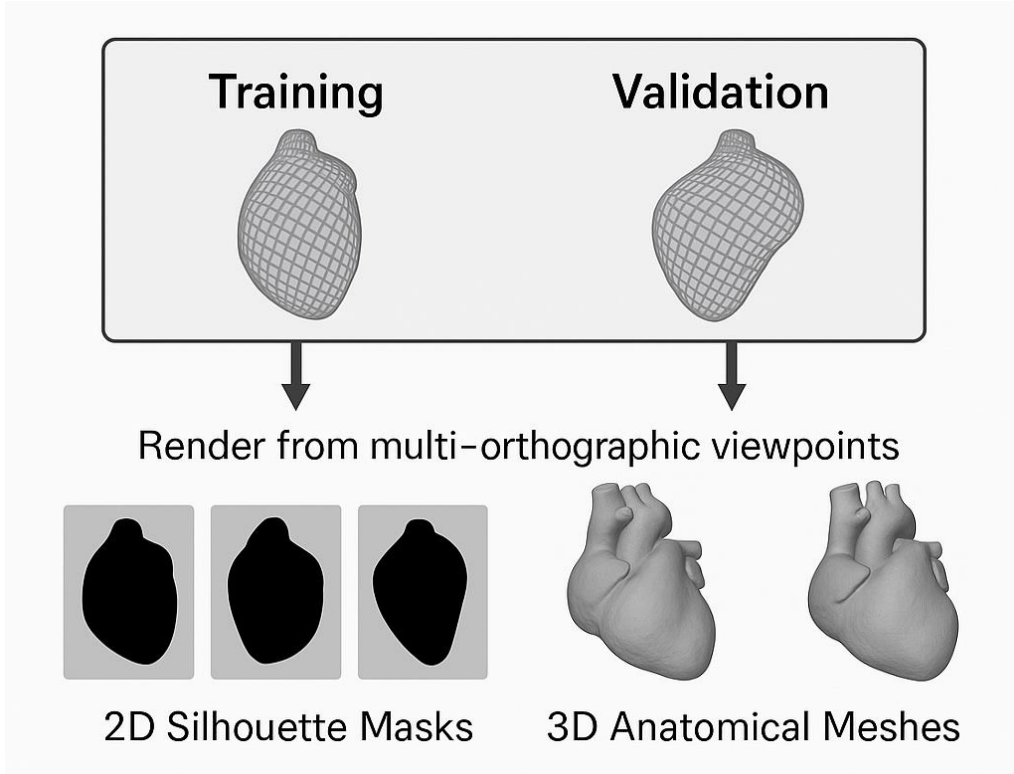 Training
Validation
Render from multi-orthographic viewpoints
2D Silhouette Masks
3D Anatomical Meshes